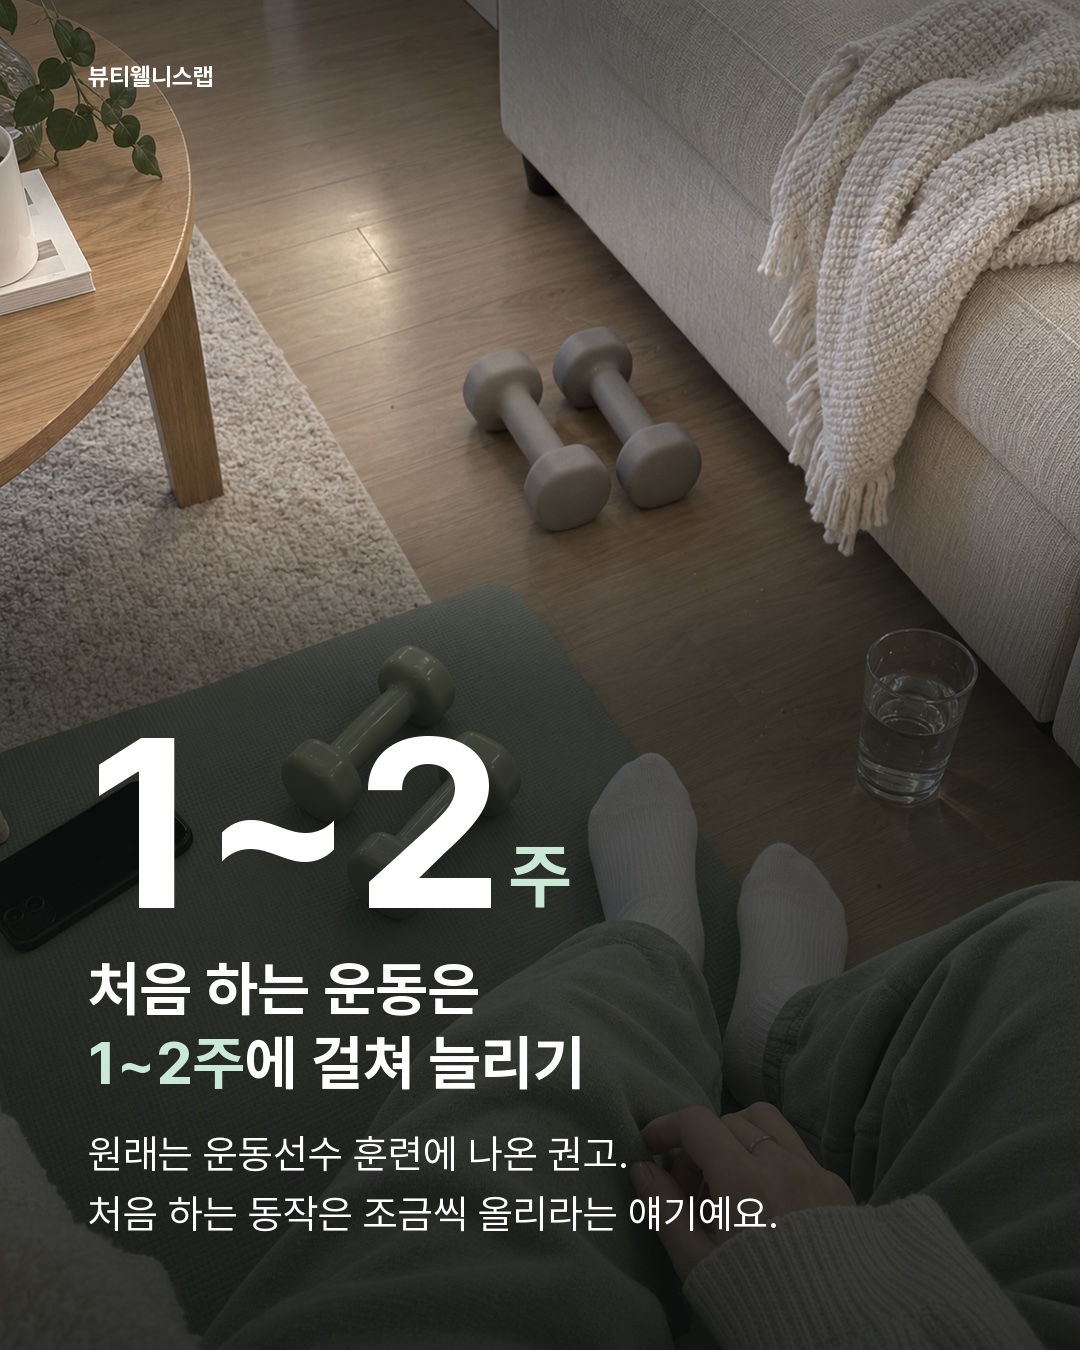 뷰티웰니스랩
1~2주
처음 하는 운동은
1~2주에 걸쳐 늘리기
원래는 운동선수 훈련에 나온 권고.
처음 하는 동작은 조금씩 올리라는 얘기예요.